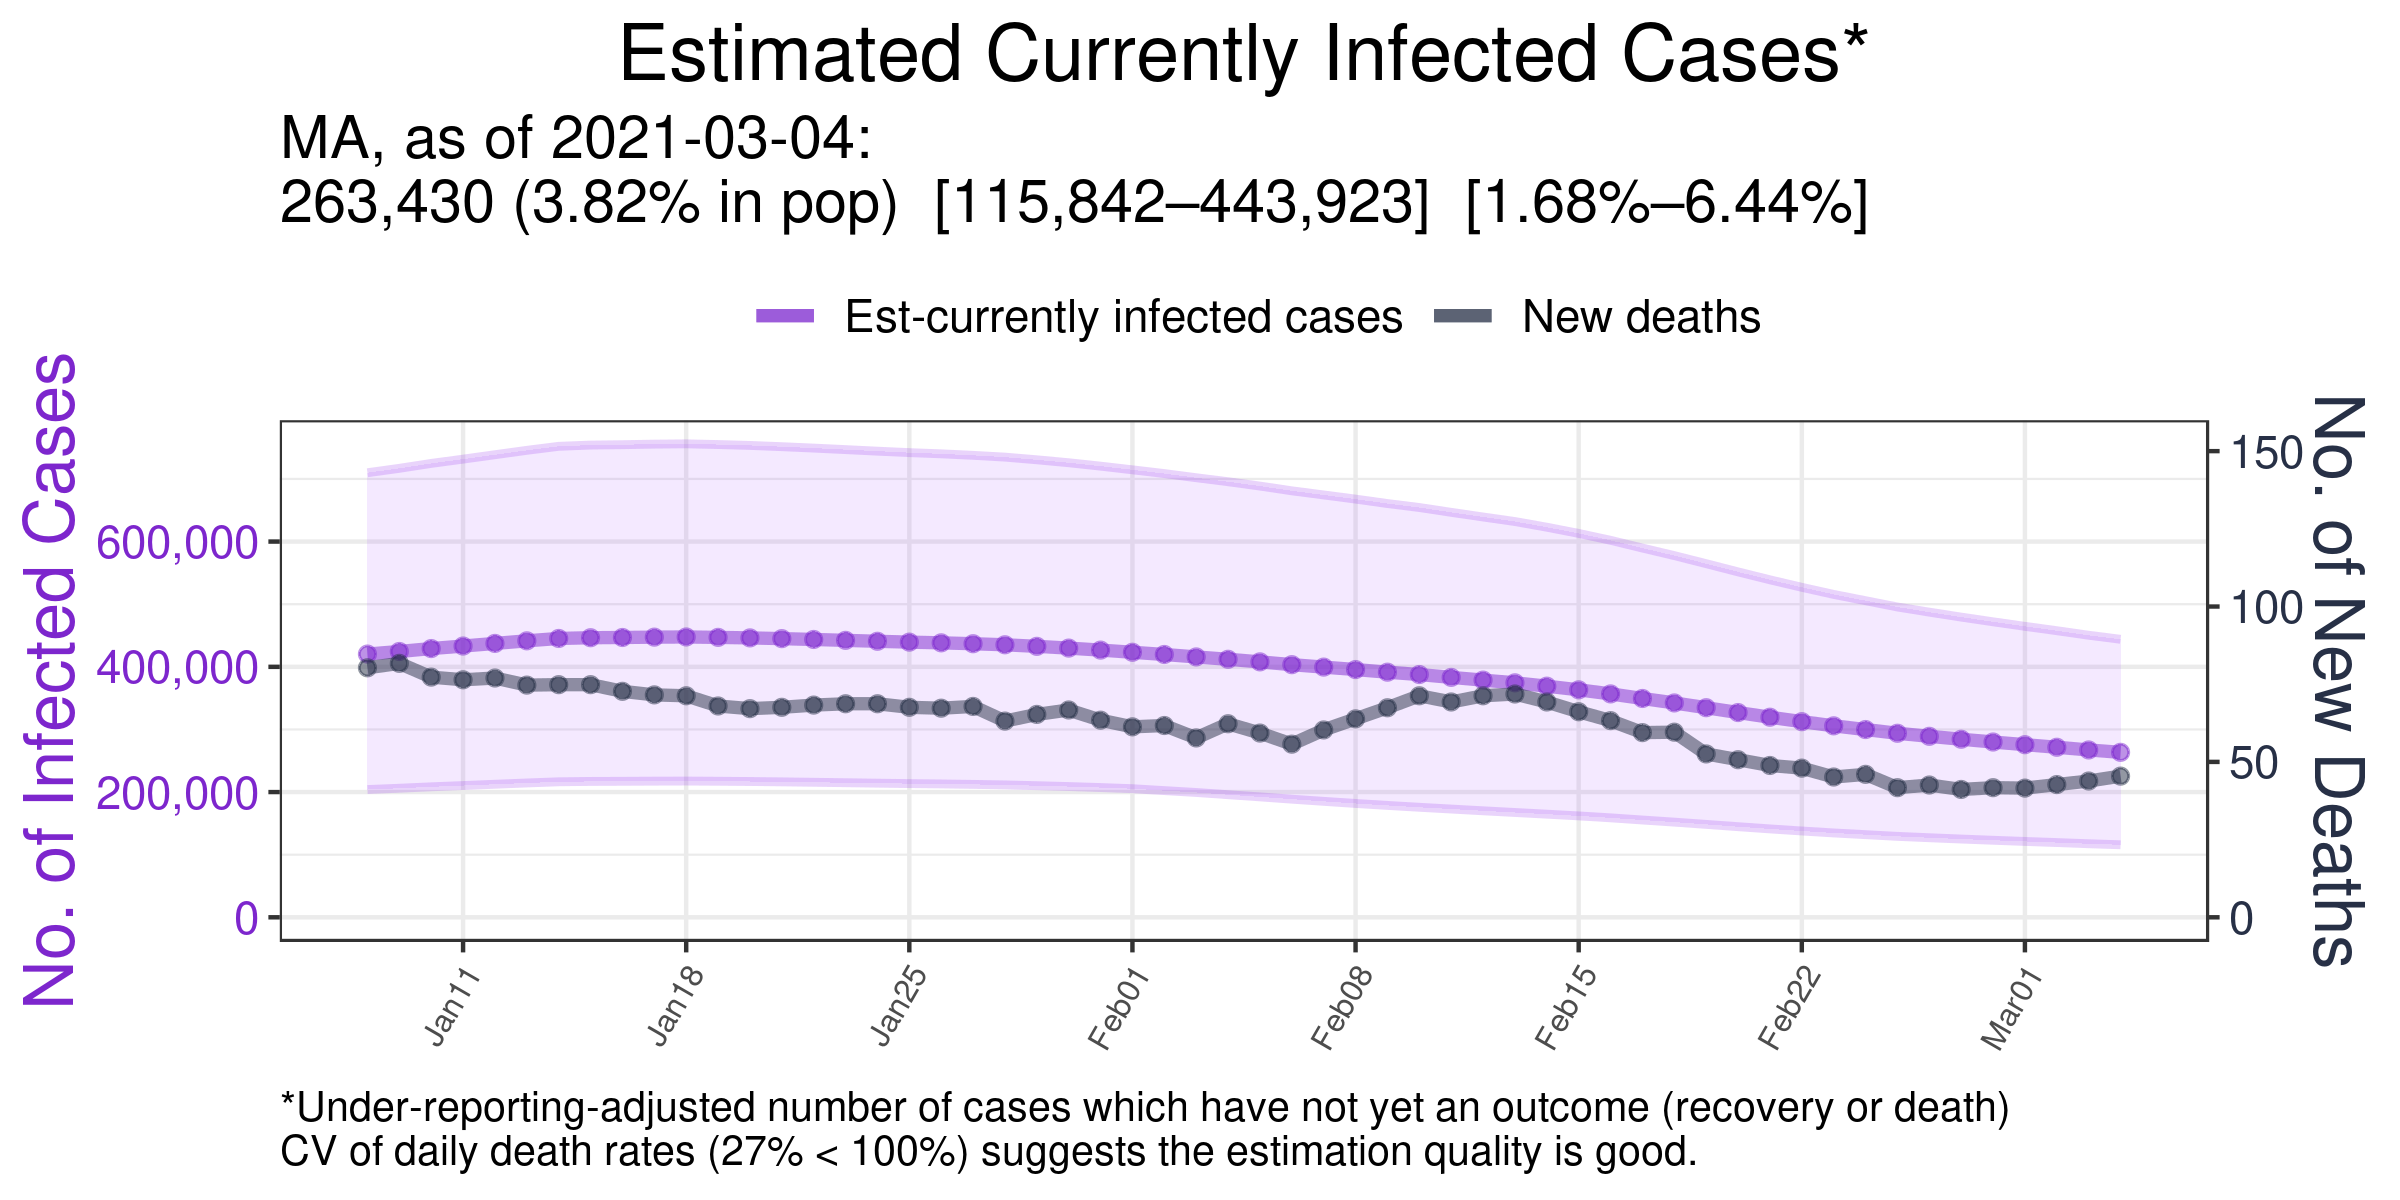 Estimated Currently Infected Cases*
MA, as of 2021-03-04:
263,430 (3.82% in pop)  [115,842–443,923]  [1.68%–6.44%]
Est-currently infected cases
New deaths
No. of Infected Cases
600,000
400,000
200,000
0
150
100
50
0
No. of New Deaths
Jan11
Jan18
Jan25
Feb01
Feb08
Feb15
Feb22
Mar01
*Under-reporting-adjusted number of cases which have not yet an outcome (recovery or death)
CV of daily death rates (27% < 100%) suggests the estimation quality is good.